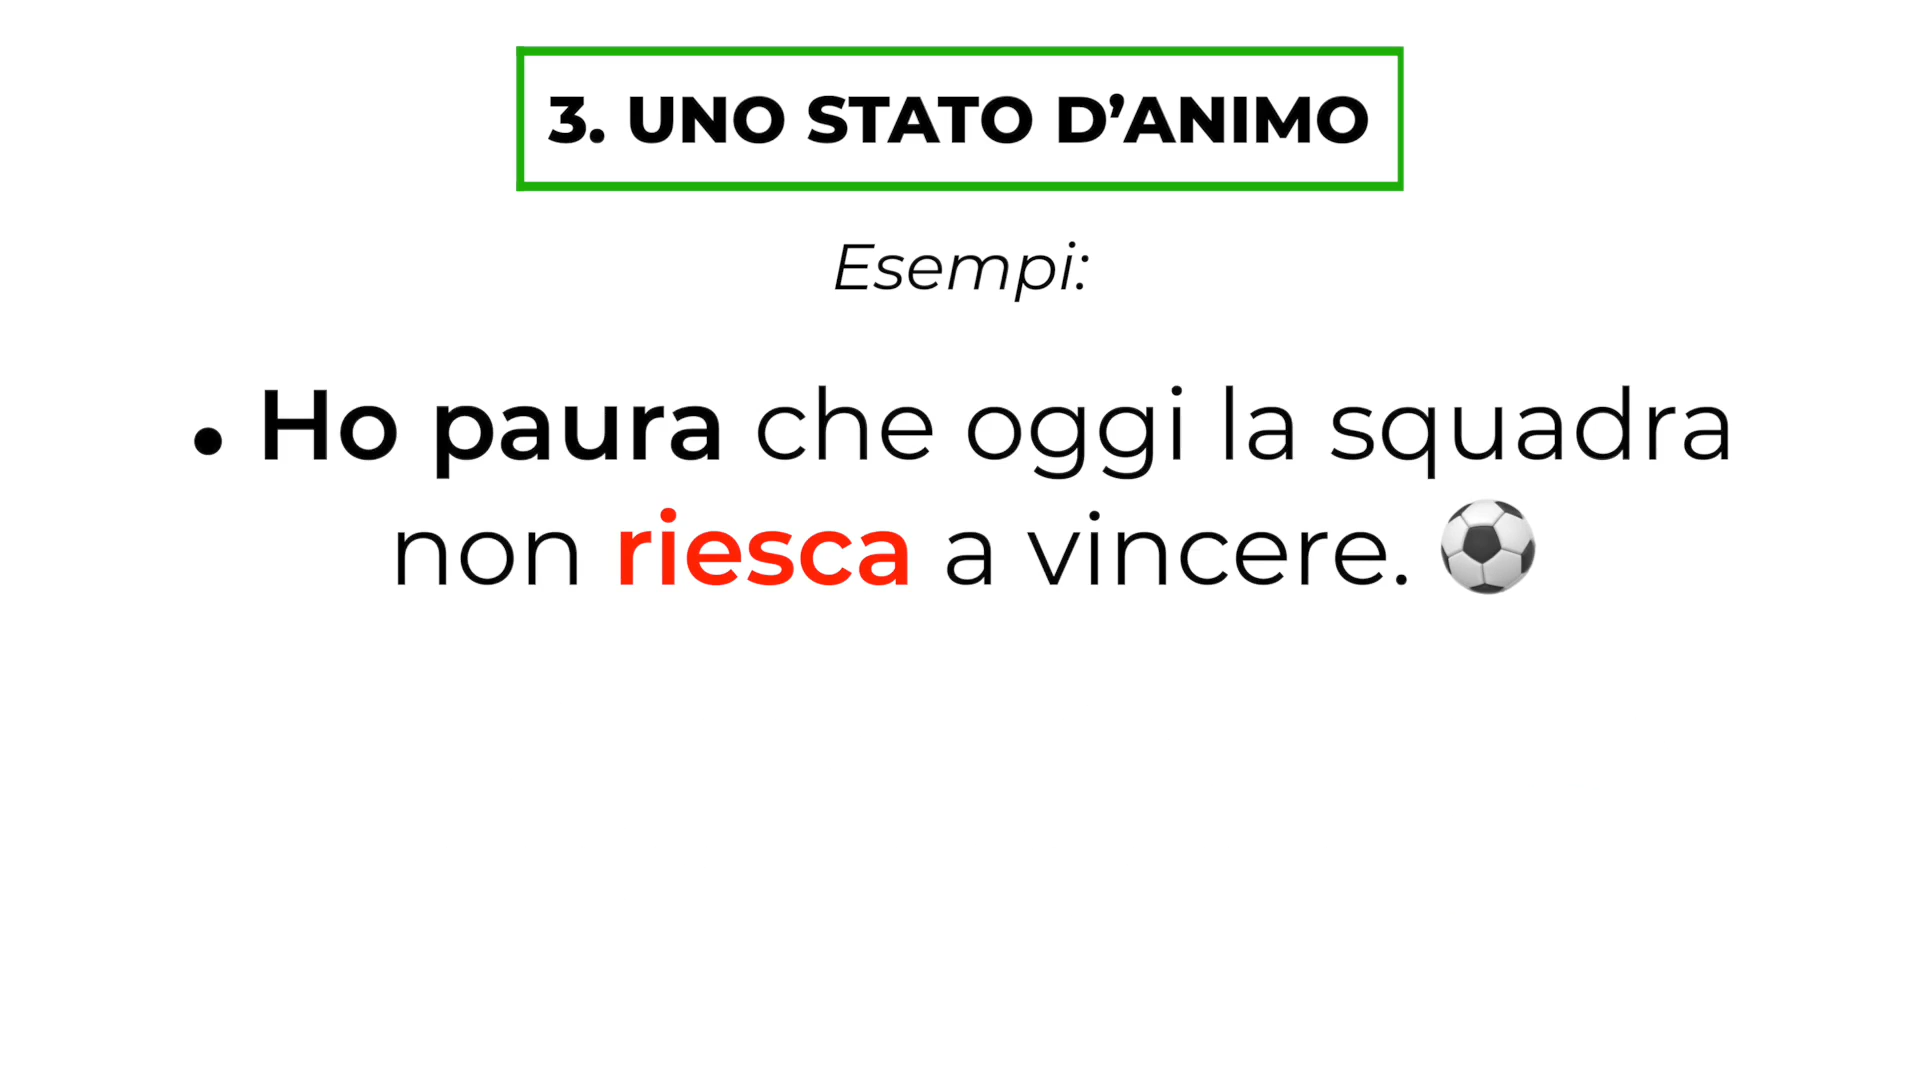 3. UNO STATO D’ANIMO
Esempi:
• Ho paura che oggi la squadra
non riesca a vincere. ⚽